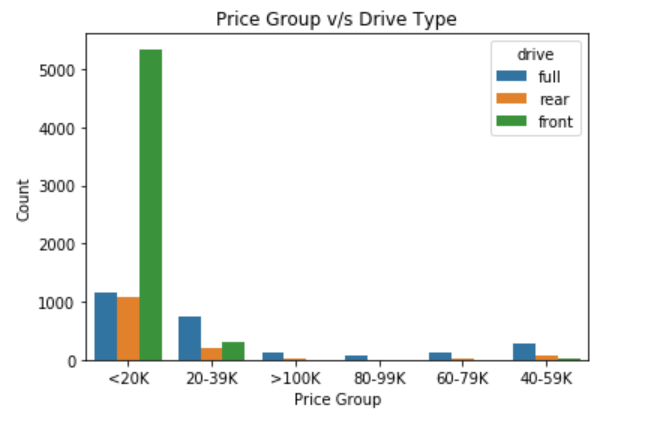 Price Group v/s Drive Type
drive
full
rear
front
5000
4000
3000
2000
1000
0
Count
<20K
20-39K
>100K
80-99K
60-79K
40-59K
Price Group